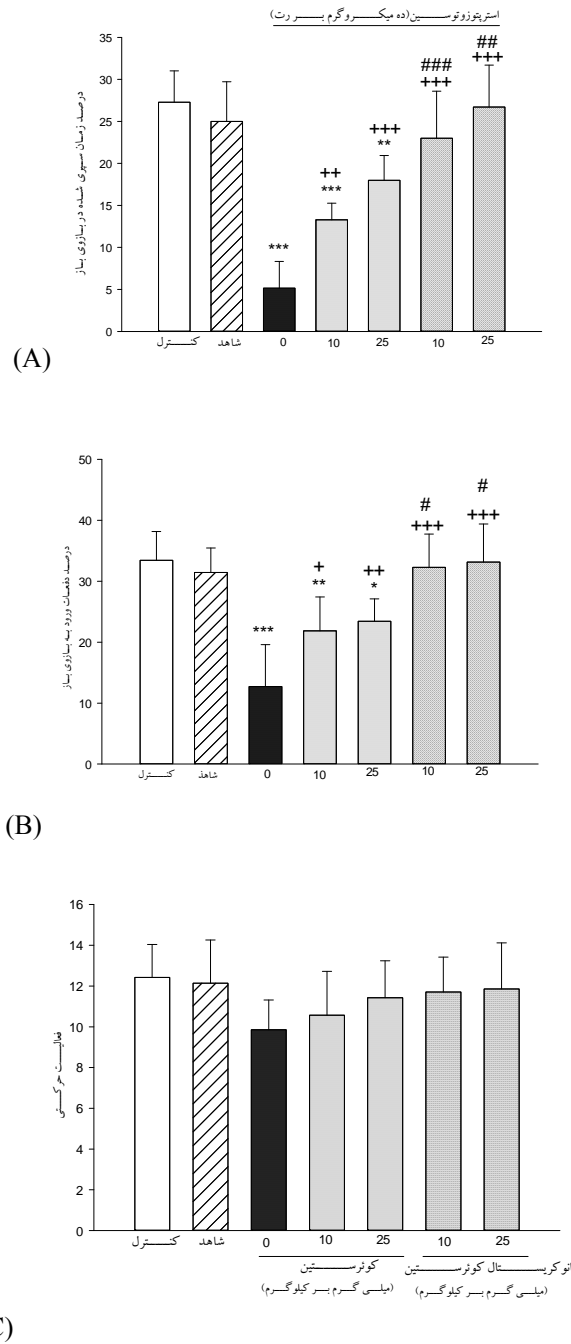 استرپتوزوتوسین(ده میکروگرم بر رت)
درصد زمان سپری شده در بازوی باز
35
30
25
20
15
10
5
0
***
++
***
+++
**
###
+++
##
+++
کنترل شاهد 0 10 25 10 25
(A)
درصد دفعات ورود به بازوی باز
50
40
30
20
10
0
***
+
**
++
*
#
+++
#
+++
کنترل شاهذ 0 10 25 10 25
(B)
فعالیت حرکتی
16
14
12
10
8
6
4
2
0
کنترل شاهد 0 10 25 10 25
کوئرستین
(میلی گرم بر کیلوگرم)
انوکریستال کوئرستین
(میلی گرم بر کیلوگرم)
C)